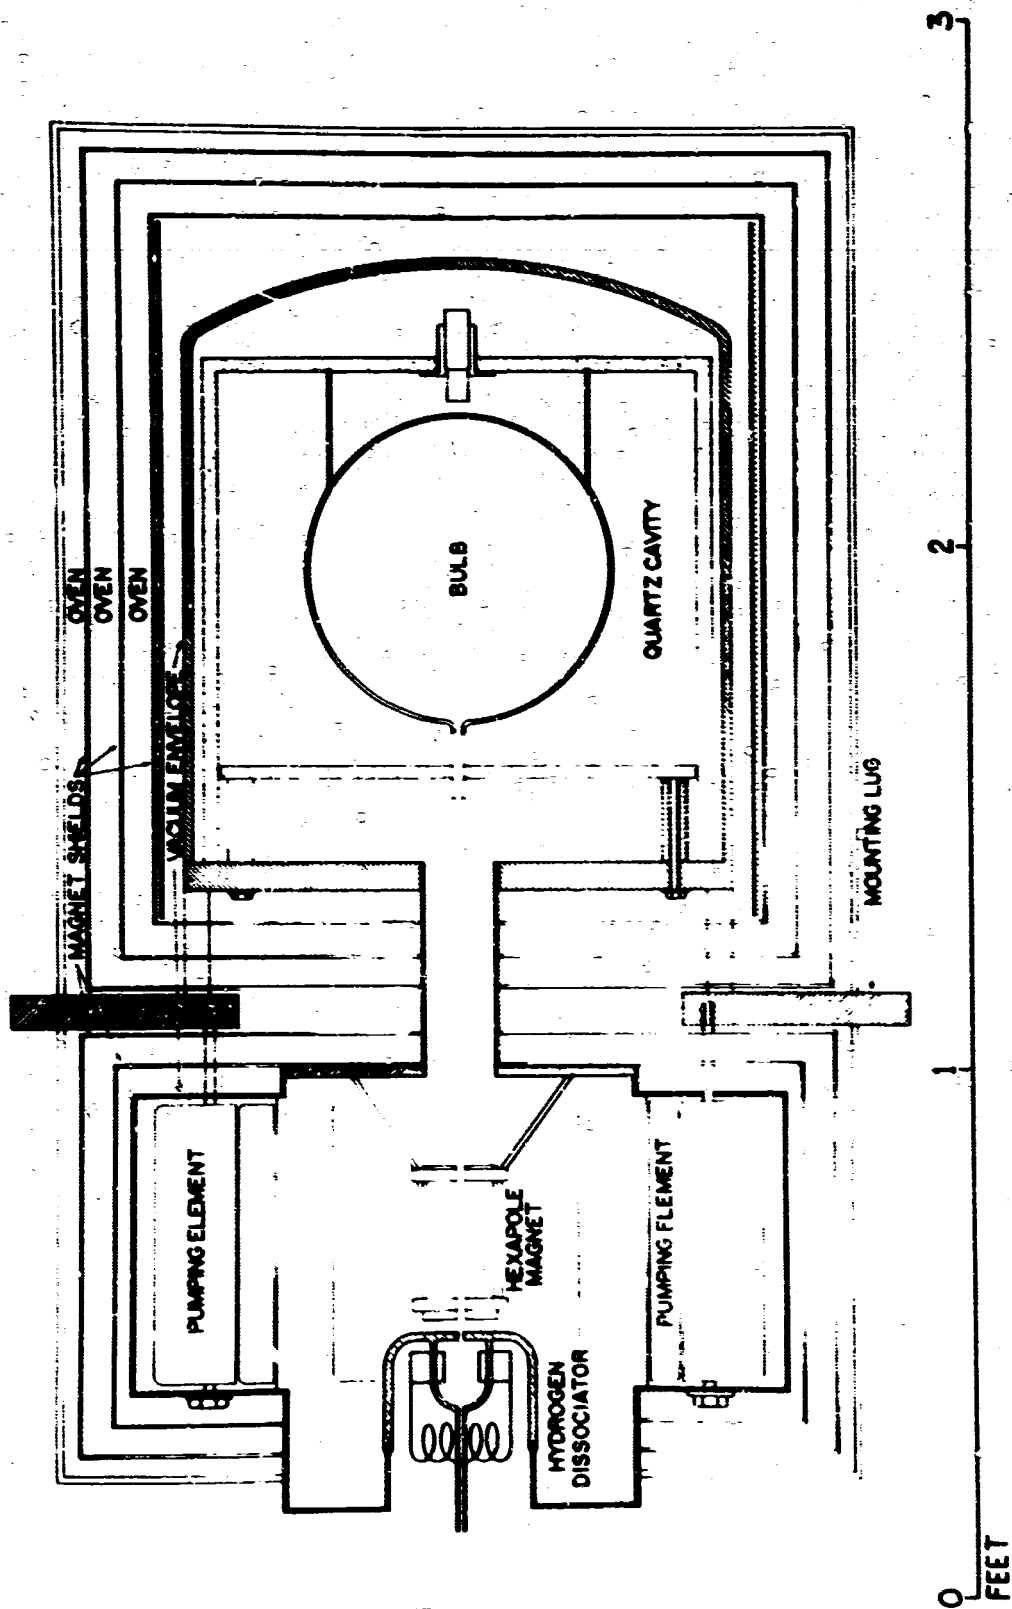 OVEN
OVEN
OVEN
MAGNET SHIELDS
VACUUM ENVELOPE
BULB
QUARTZ CAVITY
MOUNTING LUG
PUMPING ELEMENT
HEXAPOLE
MAGNET
PUMPING ELEMENT
HYDROGEN
DISSOCIATOR
0
1
2
3
FEET